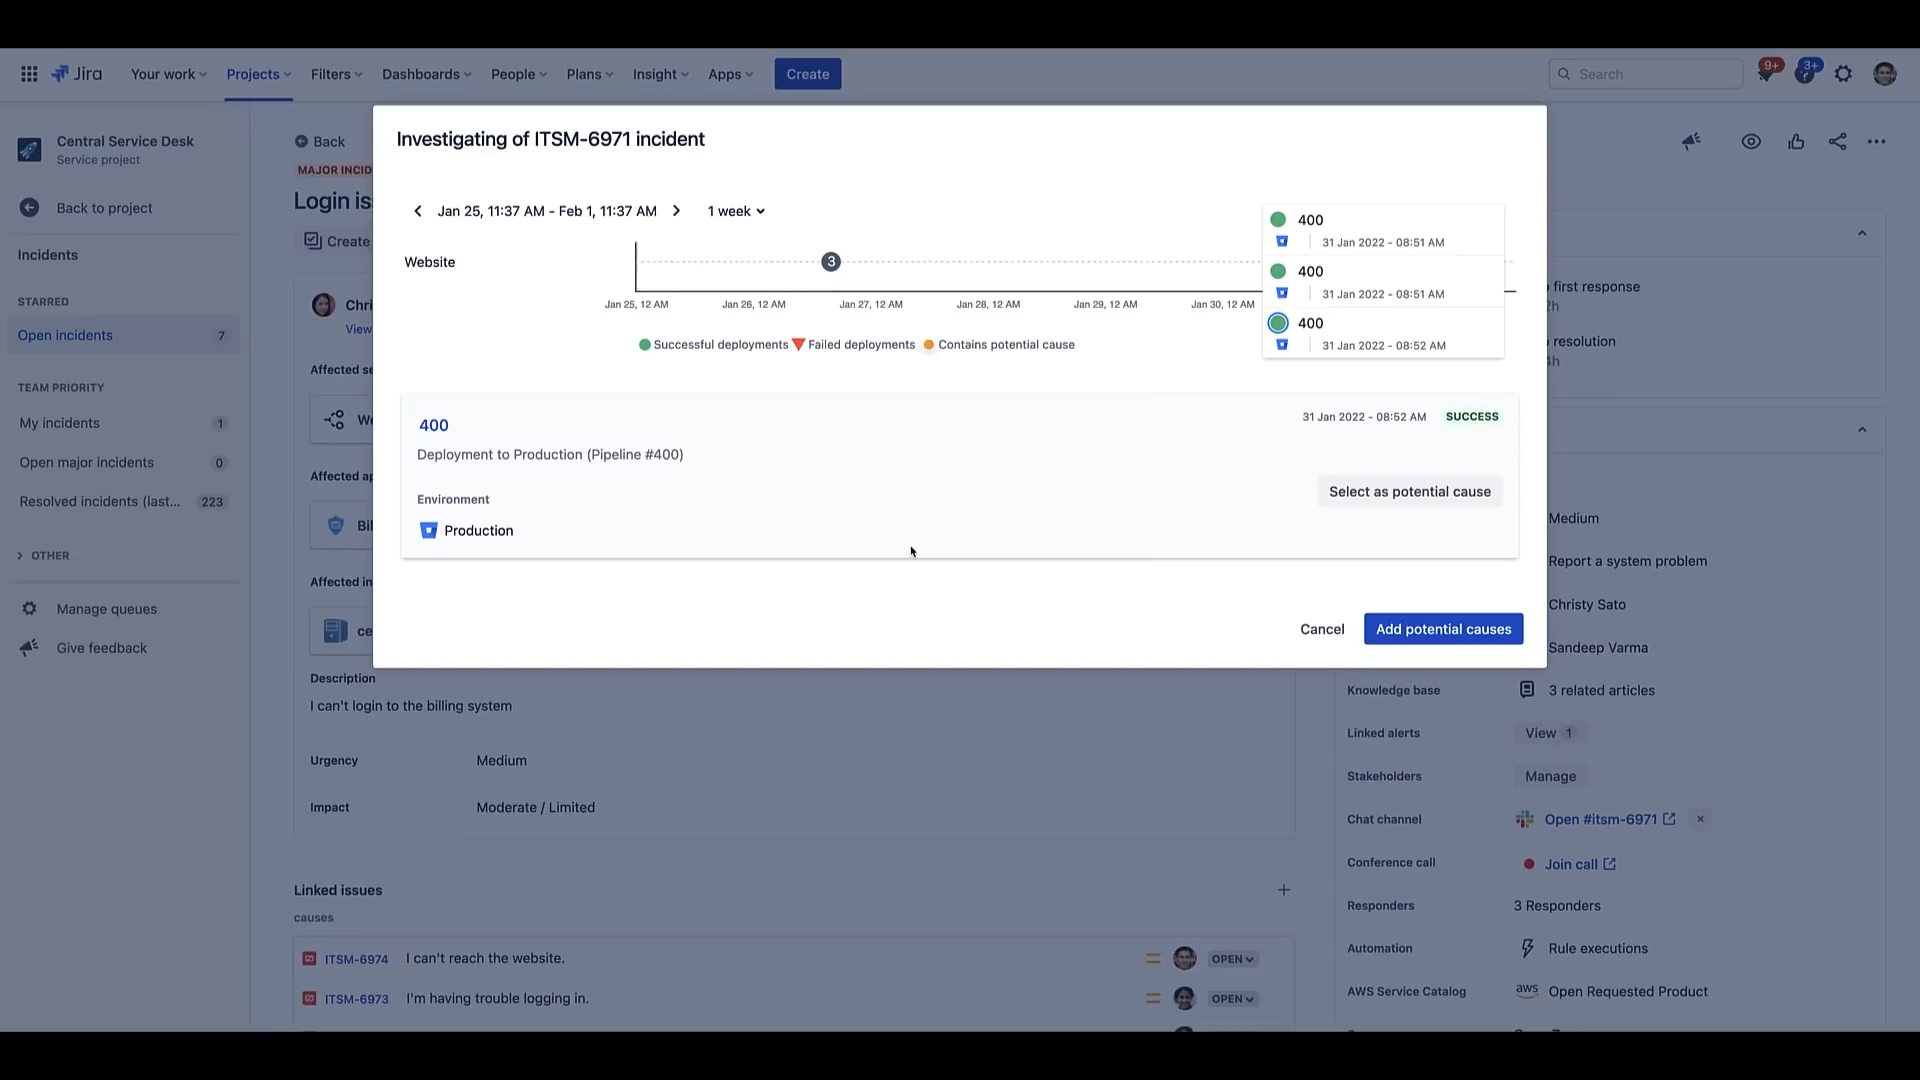 Jira
Your work
Projects
Filters
Dashboards
People
Plans
Insight
Apps
Create
Search
9+
3+
Central Service Desk
Service project
Back to project
Incidents
STARRED
Open incidents 7
TEAM PRIORITY
My incidents 1
Open major incidents 0
Resolved incidents (last... 223
OTHER
Manage queues
Give feedback
Back
MAJOR INCID
Login is
Create
Chri
View
Affected se
We
Affected ap
Bil
Affected in
ce
Investigating of ITSM-6971 incident
Jan 25, 11:37 AM - Feb 1, 11:37 AM
1 week
Website
3
Jan 25, 12 AM
Jan 26, 12 AM
Jan 27, 12 AM
Jan 28, 12 AM
Jan 29, 12 AM
Jan 30, 12 AM
Successful deployments
Failed deployments
Contains potential cause
400
31 Jan 2022 - 08:51 AM
400
31 Jan 2022 - 08:51 AM
400
31 Jan 2022 - 08:52 AM
400
31 Jan 2022 - 08:52 AM SUCCESS
Deployment to Production (Pipeline #400)
Select as potential cause
Environment
Production
Cancel
Add potential causes
Description
I can't login to the billing system
Urgency Medium
Impact Moderate / Limited
Linked issues
causes
ITSM-6974 I can't reach the website. OPEN
ITSM-6973 I'm having trouble logging in. OPEN
first response
2h
resolution
4h
Medium
Report a system problem
Christy Sato
Sandeep Varma
Knowledge base 3 related articles
Linked alerts View 1
Stakeholders Manage
Chat channel Open #itsm-6971
Conference call Join call
Responders 3 Responders
Automation Rule executions
AWS Service Catalog aws Open Requested Product